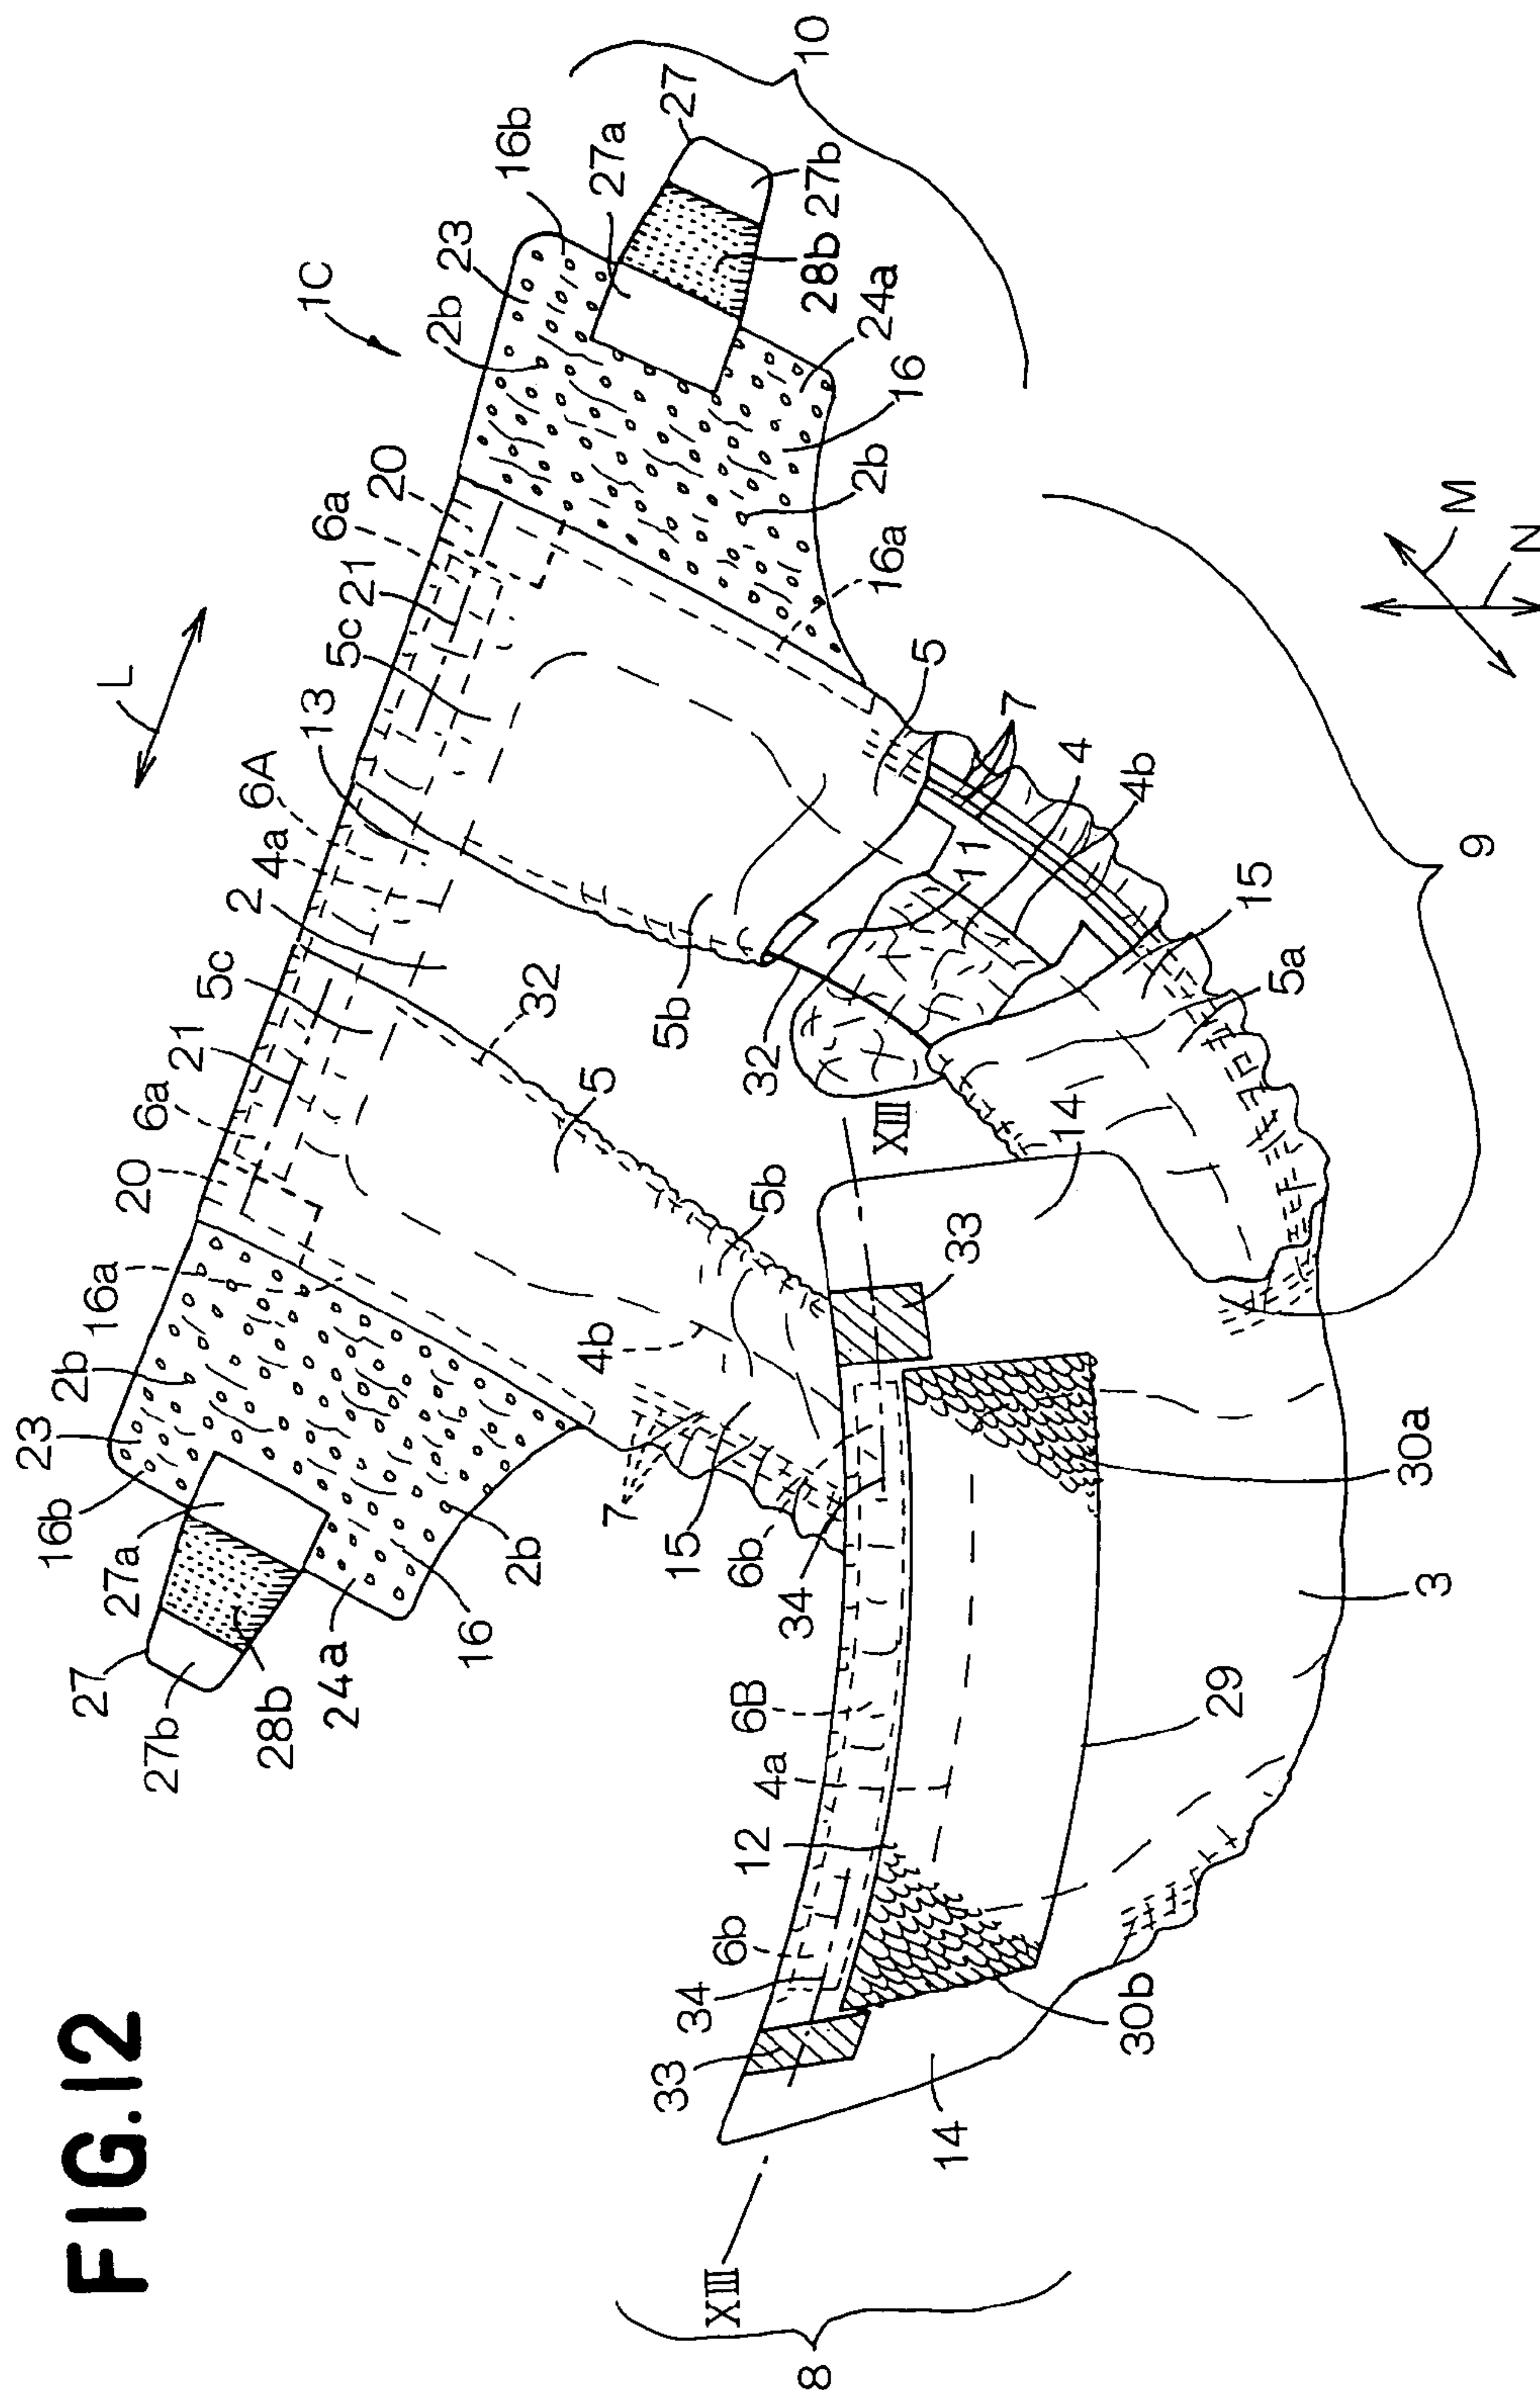 FIG.12
1C
L
10
23
16b
27a
27
2b
27b
28b
24a
16
2b
16a
20
6a
21
5c
13
6A
4a
2
5c
21
6a
20
16a
2b
23
16b
27a
27
27b
28b
24a
16
2b
32
5
5b
32
5b
11
5
7
4
4b
15
5a
9
M
N
XIII
14
33
4b
7
15
6b
34
30a
3
6B
4a
12
29
6b
34
33
30b
14
XIII
8